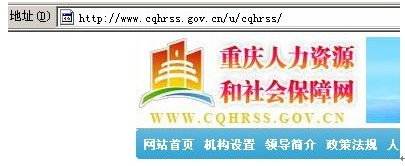 地址(D) http://www.cqhrss.gov.cn/u/cqhrss/
重庆人力资源
和社会保障网
WWW.CQHRSS.GOV.CN
网站首页 机构设置 领导简介 政策法规 人